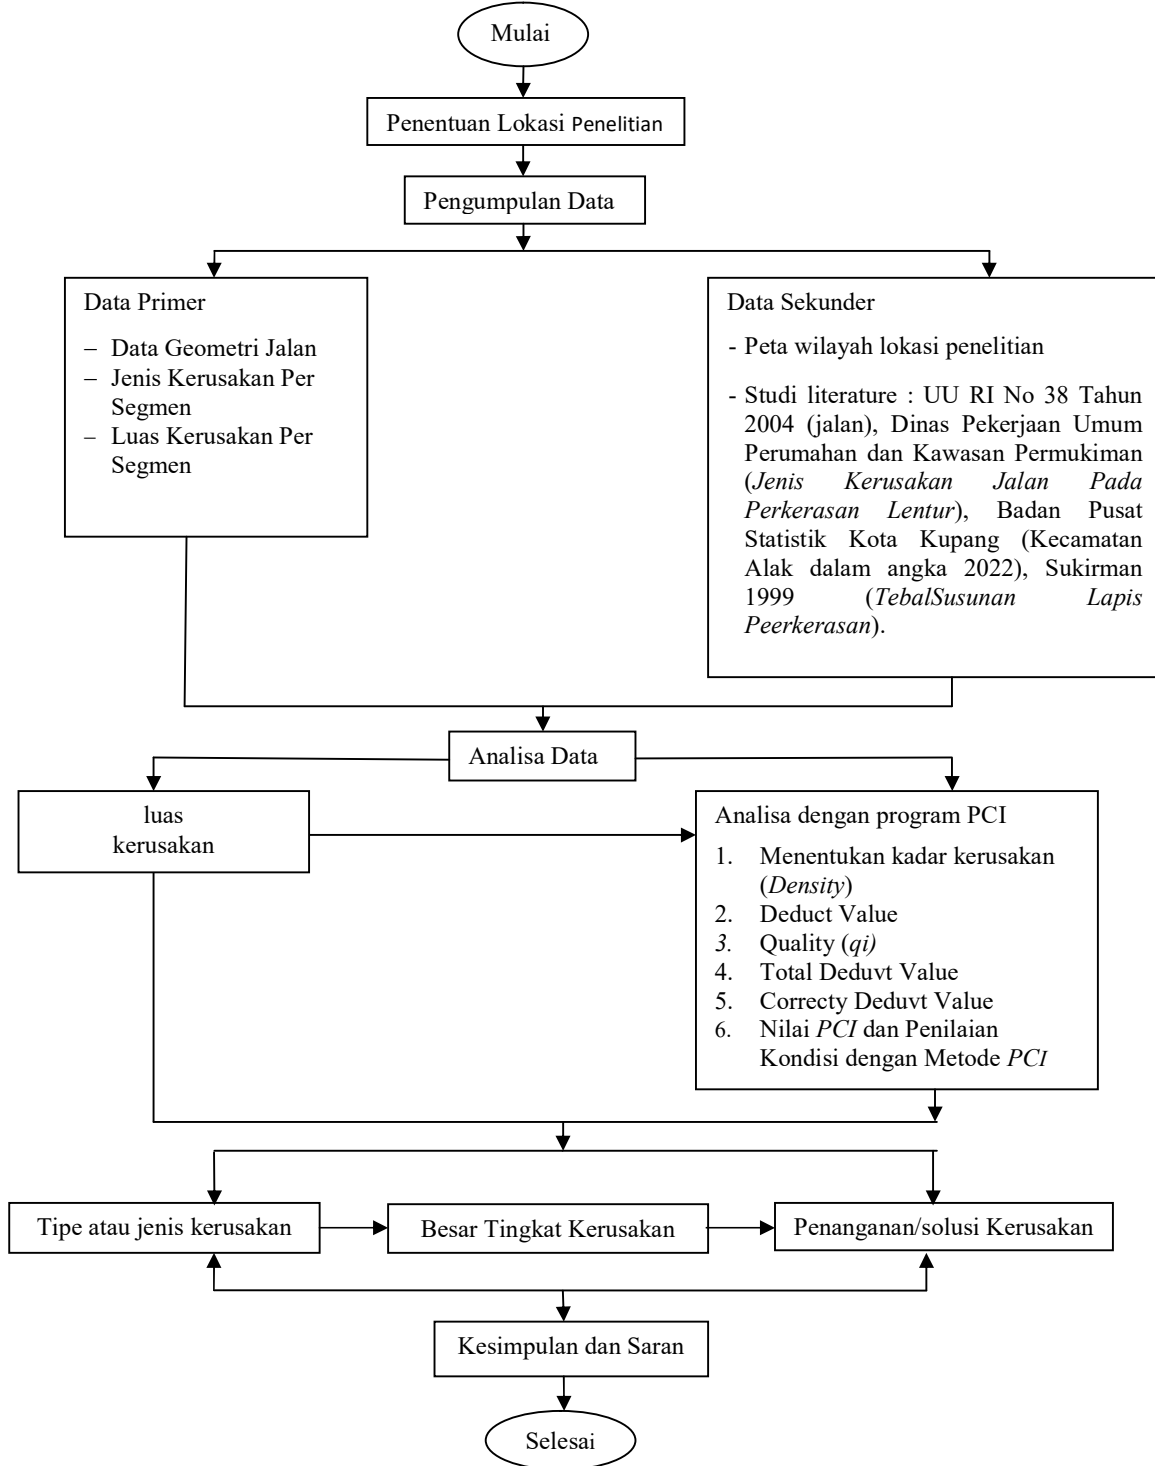 Mulai
Penentuan Lokasi Penelitian
Pengumpulan Data
Data Primer
– Data Geometri Jalan
– Jenis Kerusakan Per
Segmen
– Luas Kerusakan Per
Segmen
Data Sekunder
- Peta wilayah lokasi penelitian
- Studi literature : UU RI No 38 Tahun
2004 (jalan), Dinas Pekerjaan Umum
Perumahan dan Kawasan Permukiman
(Jenis Kerusakan Jalan Pada
Perkerasan Lentur), Badan Pusat
Statistik Kota Kupang (Kecamatan
Alak dalam angka 2022), Sukirman
1999 (TebalSusunan Lapis
Peerkerasan).
Analisa Data
luas
kerusakan
Analisa dengan program PCI
1. Menentukan kadar kerusakan
(Density)
2. Deduct Value
3. Quality (qi)
4. Total Deduvt Value
5. Correcty Deduvt Value
6. Nilai PCI dan Penilaian
Kondisi dengan Metode PCI
Tipe atau jenis kerusakan
Besar Tingkat Kerusakan
Penanganan/solusi Kerusakan
Kesimpulan dan Saran
Selesai